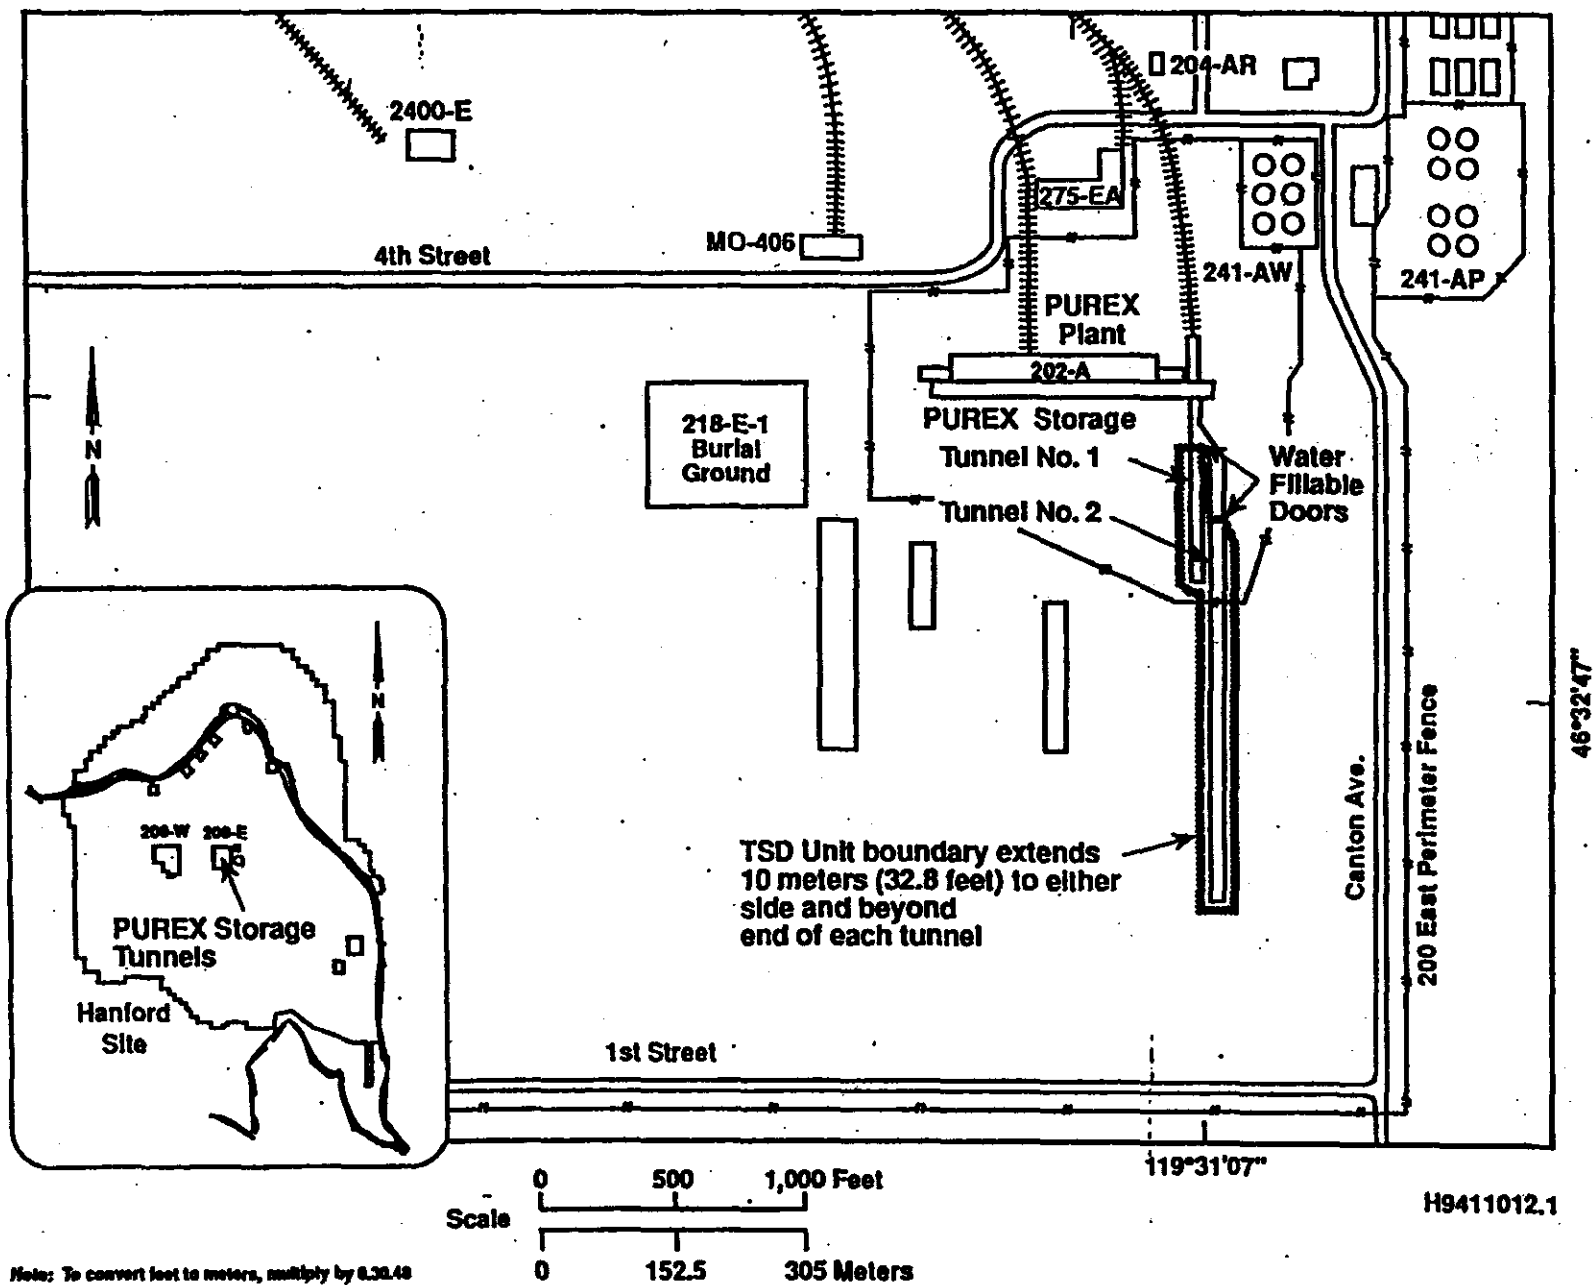 204-AR
2400-E
275-EA
MO-406
4th Street
241-AW
241-AP
PUREX
Plant
202-A
218-E-1
Burial
Ground
PUREX Storage
Tunnel No. 1
Tunnel No. 2
Water
Fillable
Doors
N
N
200-W
200-E
PUREX Storage
Tunnels
Hanford
Site
TSD Unit boundary extends
10 meters (32.8 feet) to either
side and beyond
end of each tunnel
Canton Ave.
200 East Perimeter Fence
46°32'47"
1st Street
119°31'07"
H9411012.1
Scale
0 500 1,000 Feet
0 152.5 305 Meters
Note: To convert feet to meters, multiply by